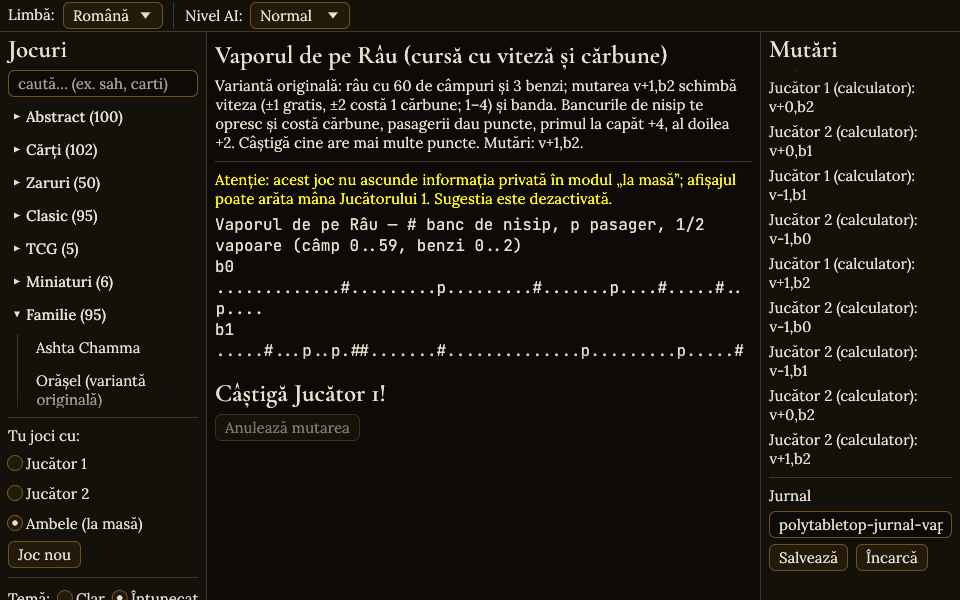 Limbă:
Română
Nivel AI:
Normal
Jocuri
caută... (ex. sah, carti)
Abstract (100)
Cărți (102)
Zaruri (50)
Clasic (95)
TCG (5)
Miniaturi (6)
Familie (95)
Ashta Chamma
Orășel (variantă
originală)
Tu joci cu:
Jucător 1
Jucător 2
Ambele (la masă)
Joc nou
Temă:
Clar
Întunecat
Vaporul de pe Râu (cursă cu viteză și cărbune)
Variantă originală: râu cu 60 de câmpuri și 3 benzi; mutarea v+1,b2 schimbă
viteza (±1 gratis, ±2 costă 1 cărbune; 1–4) și banda. Bancurile de nisip te
opresc și costă cărbune, pasagerii dau puncte, primul la capăt +4, al doilea
+2. Câștigă cine are mai multe puncte. Mutări: v+1,b2.
Atenție: acest joc nu ascunde informația privată în modul „la masă”; afișajul
poate arăta mâna Jucătorului 1. Sugestia este dezactivată.
Vaporul de pe Râu — # banc de nisip, p pasager, 1/2
vapoare (câmp 0..59, benzi 0..2)
b0
.............#.........p.........#.......p....#.....#..
p....
b1
.....#...p..p.##.......#..............p.........p.....#
Câștigă Jucător 1!
Anulează mutarea
Mutări
Jucător 1 (calculator):
v+0,b2
Jucător 2 (calculator):
v+0,b1
Jucător 1 (calculator):
v-1,b1
Jucător 2 (calculator):
v-1,b0
Jucător 1 (calculator):
v+1,b2
Jucător 2 (calculator):
v-1,b0
Jucător 2 (calculator):
v-1,b1
Jucător 2 (calculator):
v+0,b2
Jucător 2 (calculator):
v+1,b2
Jurnal
polytabletop-jurnal-vap
Salvează
Încarcă